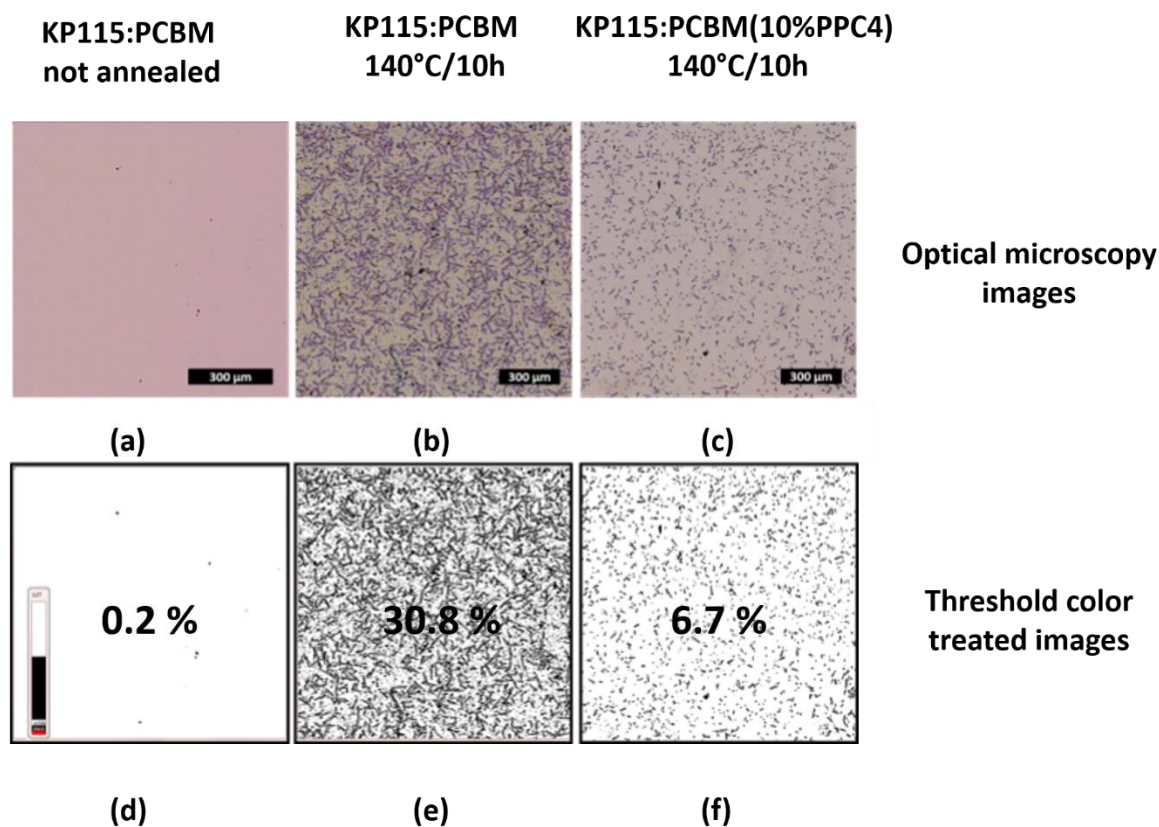 KP115:PCBM
not annealed
KP115:PCBM
140°C/10h
KP115:PCBM(10%PPC4)
140°C/10h
300 µm
300 µm
300 µm
Optical microscopy
images
(a)
(b)
(c)
0.2 %
30.8 %
6.7 %
Threshold color
treated images
(d)
(e)
(f)